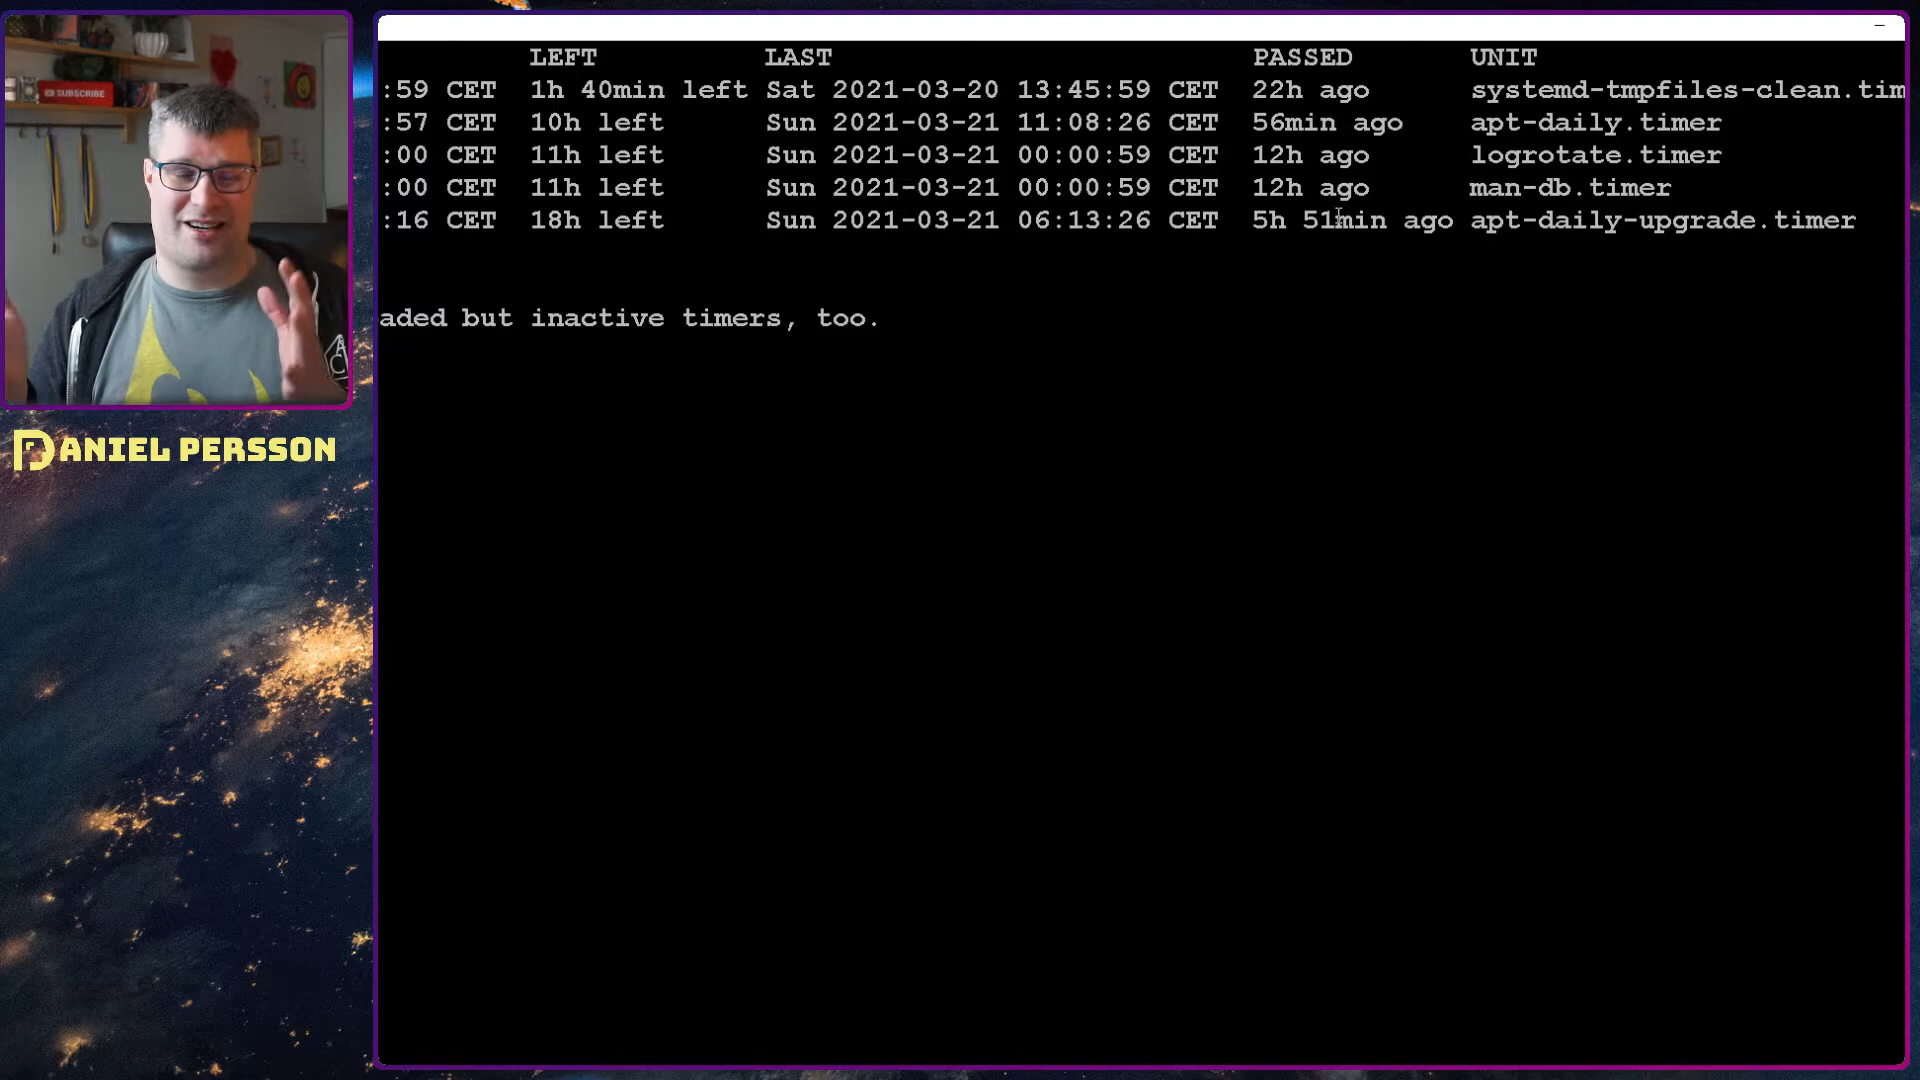 LEFT LAST PASSED UNIT
:59 CET 1h 40min left Sat 2021-03-20 13:45:59 CET 22h ago systemd-tmpfiles-clean.tim
:57 CET 10h left Sun 2021-03-21 11:08:26 CET 56min ago apt-daily.timer
:00 CET 11h left Sun 2021-03-21 00:00:59 CET 12h ago logrotate.timer
:00 CET 11h left Sun 2021-03-21 00:00:59 CET 12h ago man-db.timer
:16 CET 18h left Sun 2021-03-21 06:13:26 CET 5h 51min ago apt-daily-upgrade.timer
aded but inactive timers, too.
SUBSCRIBE
DANIEL PERSSON